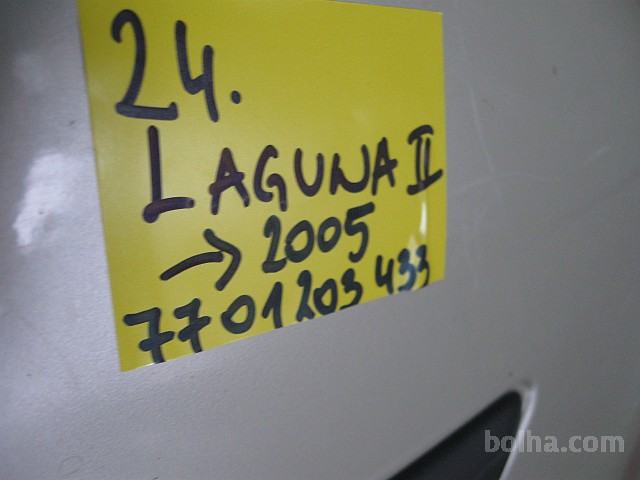 24.
LAGUNA II
→ 2005
7701203433
bolha.com